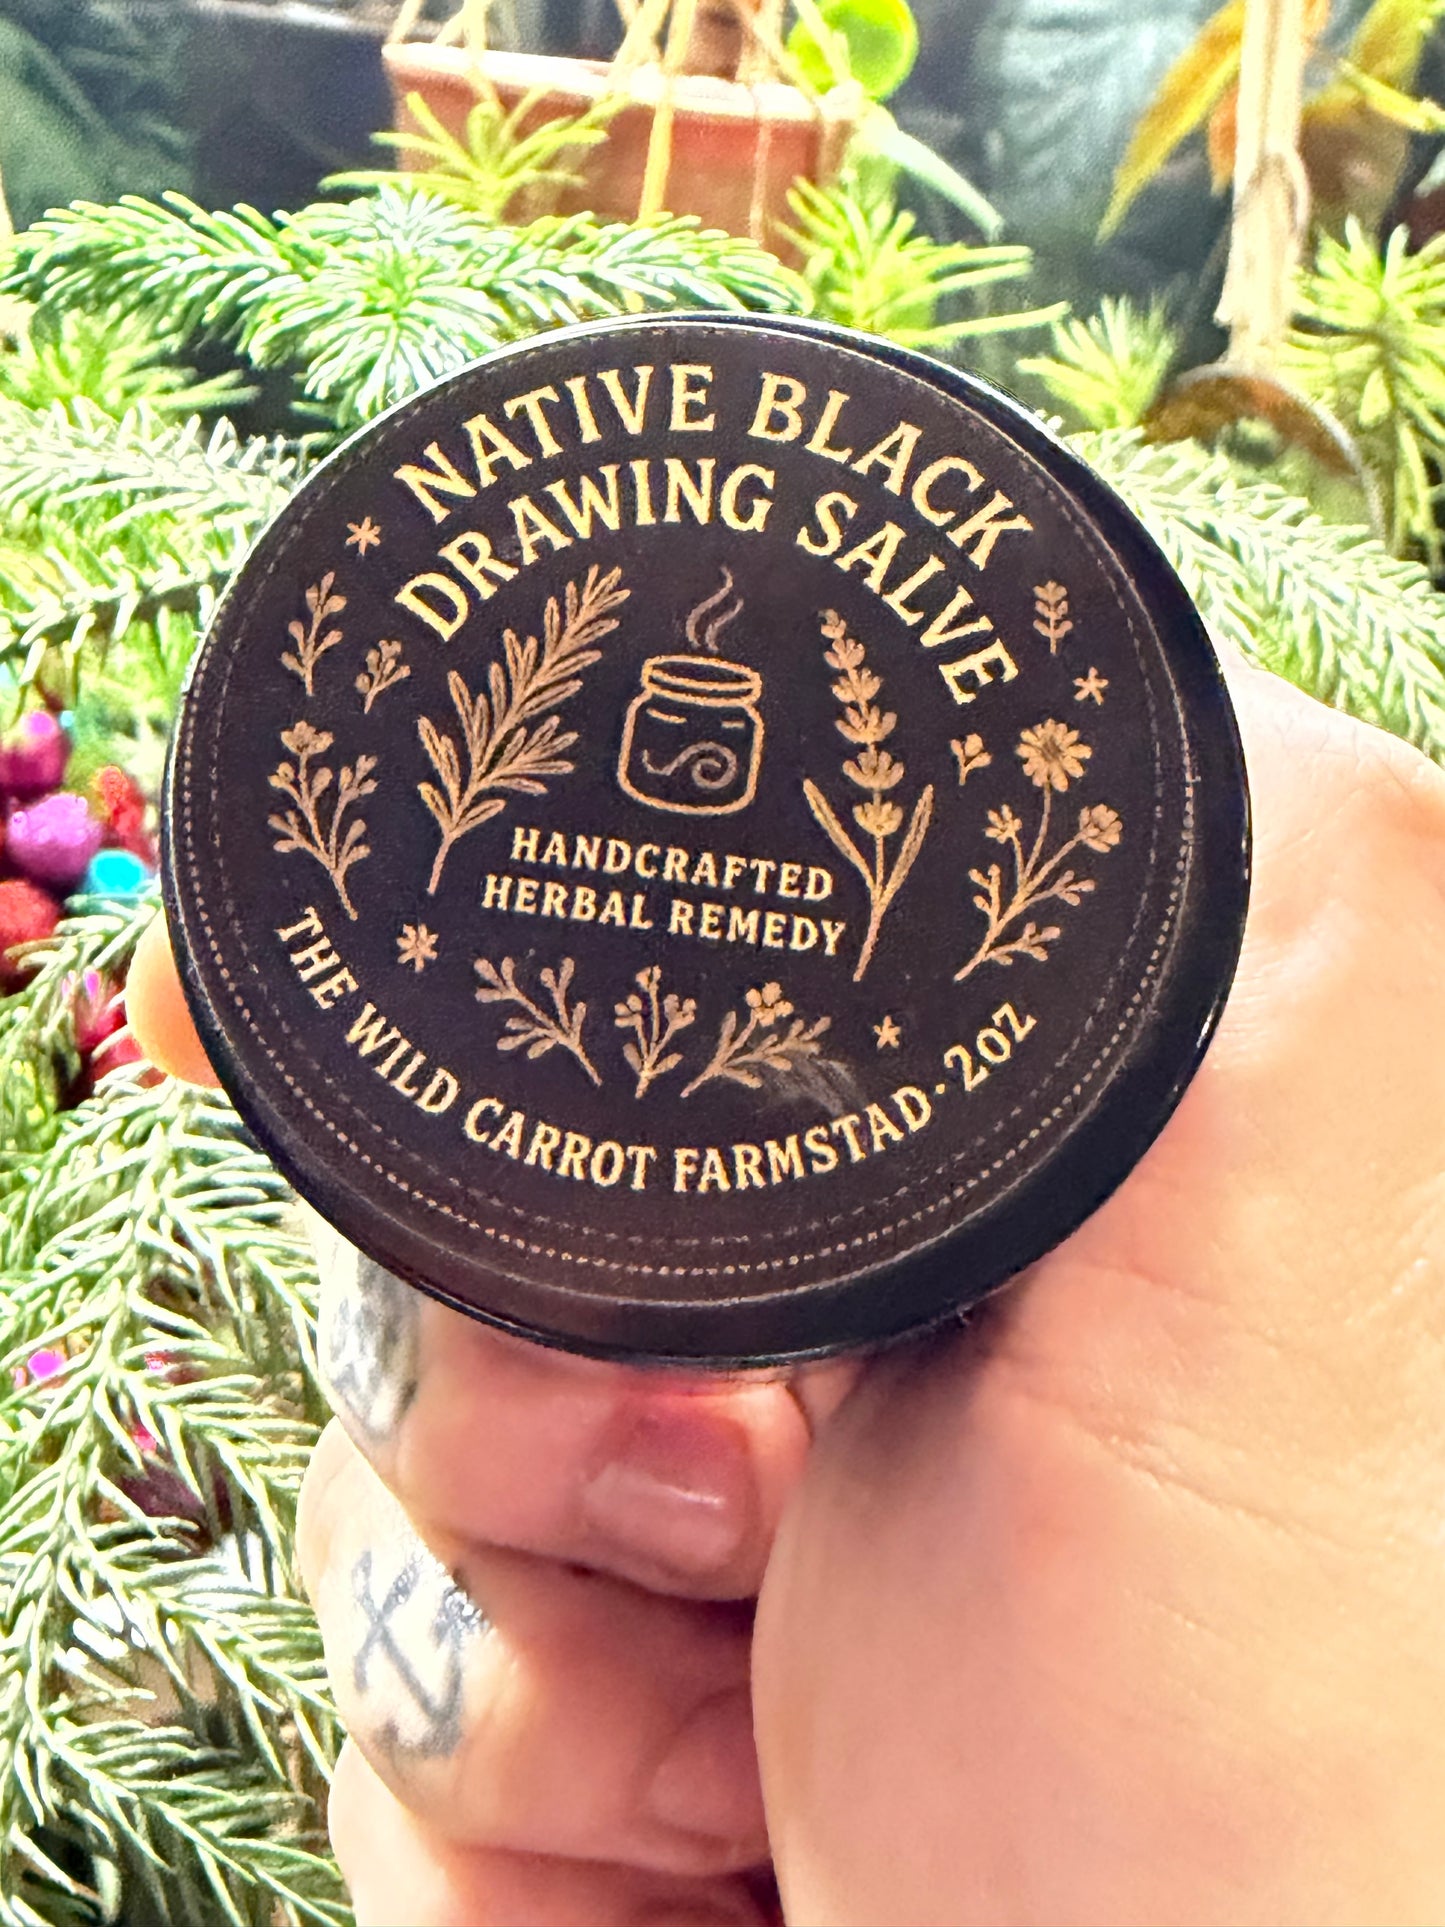 NATIVE BLACK
DRAWING SALVE
HANDCRAFTED
HERBAL REMEDY
THE WILD CARROT FARMSTAD · 2OZ